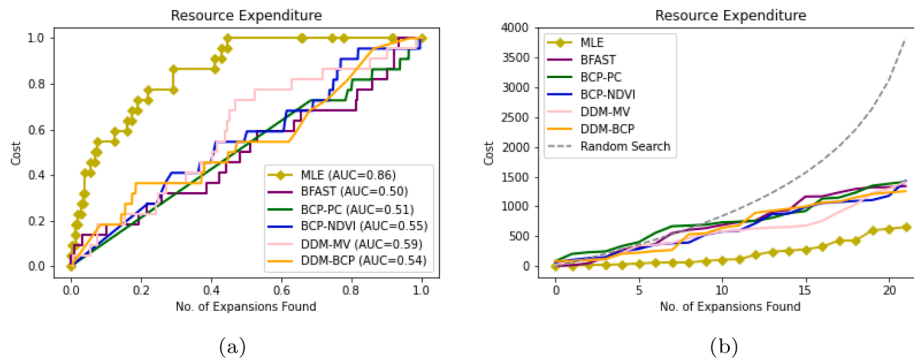 Resource Expenditure
1.0
0.8
0.6
0.4
0.2
0.0
Cost
MLE (AUC=0.86)
BFAST (AUC=0.50)
BCP-PC (AUC=0.51)
BCP-NDVI (AUC=0.55)
DDM-MV (AUC=0.59)
DDM-BCP (AUC=0.54)
0.0 0.2 0.4 0.6 0.8 1.0
No. of Expansions Found
(a)
Resource Expenditure
4000
3500
3000
2500
2000
1500
1000
500
0
Cost
MLE
BFAST
BCP-PC
BCP-NDVI
DDM-MV
DDM-BCP
Random Search
0 5 10 15 20
No. of Expansions Found
(b)